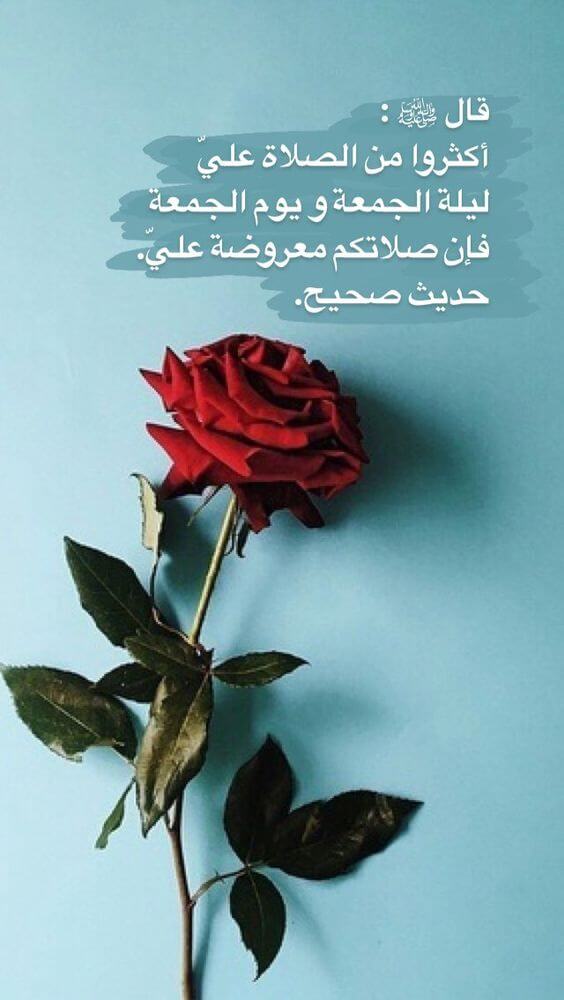 قال ﷺ :
أكثروا من الصلاة عليّ
ليلة الجمعة و يوم الجمعة
فإن صلاتكم معروضة عليّ.
حديث صحيح.